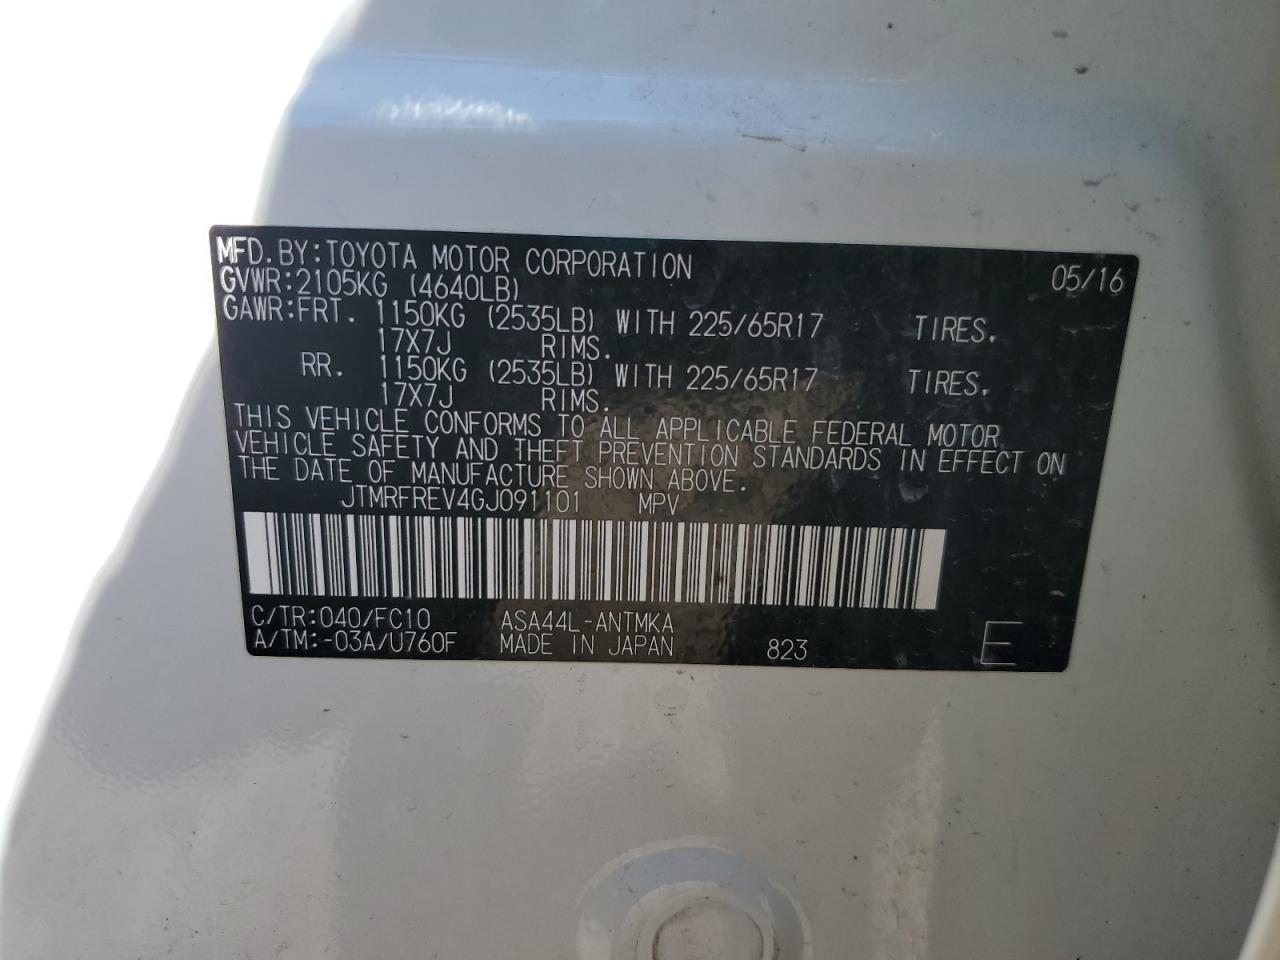 MFD. BY: TOYOTA MOTOR CORPORATION 05/16
GVWR: 2105KG (4640LB)
GAWR: FRT. 1150KG (2535LB) WITH 225/65R17 TIRES.
17X7J RIMS.
RR. 1150KG (2535LB) WITH 225/65R17 TIRES.
17X7J RIMS.
THIS VEHICLE CONFORMS TO ALL APPLICABLE FEDERAL MOTOR
VEHICLE SAFETY AND THEFT PREVENTION STANDARDS IN EFFECT ON
THE DATE OF MANUFACTURE SHOWN ABOVE.
JTMRFREV4GJ091101 MPV
C/TR: 040/FC10 ASA44L-ANTMKA
A/TM: -03A/U760F MADE IN JAPAN 823 E